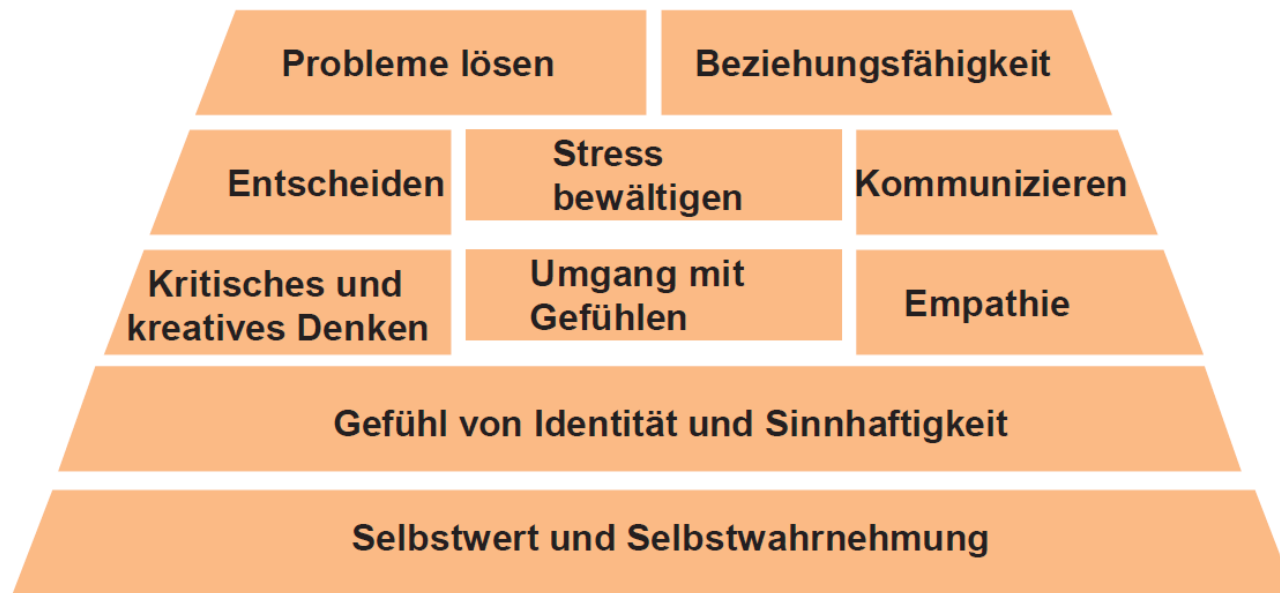 Probleme lösen
Beziehungsfähigkeit
Entscheiden
Stress
bewältigen
Kommunizieren
Kritisches und
kreatives Denken
Umgang mit
Gefühlen
Empathie
Gefühl von Identität und Sinnhaftigkeit
Selbstwert und Selbstwahrnehmung